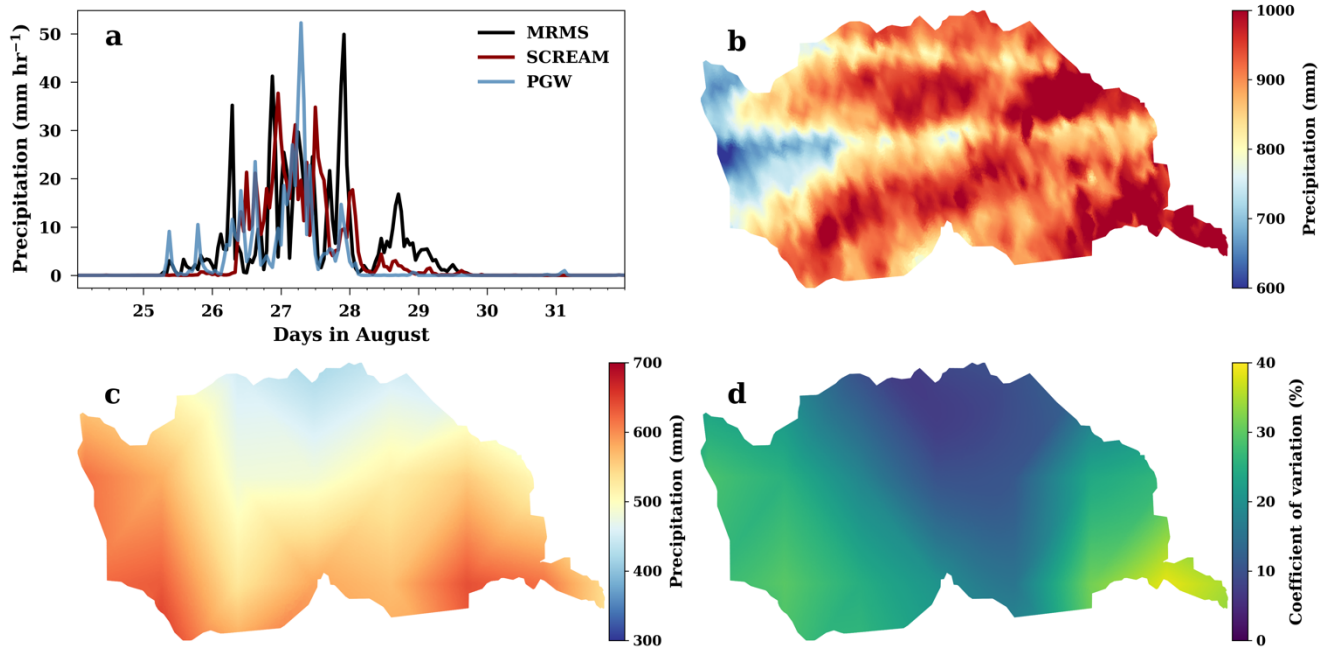 a
MRMS
SCREAM
PGW
50
40
30
20
10
0
Precipitation (mm hr⁻¹)
25
26
27
28
29
30
31
Days in August
b
1000
900
800
700
600
Precipitation (mm)
c
700
600
500
400
300
Precipitation (mm)
d
40
30
20
10
0
Coefficient of variation (%)